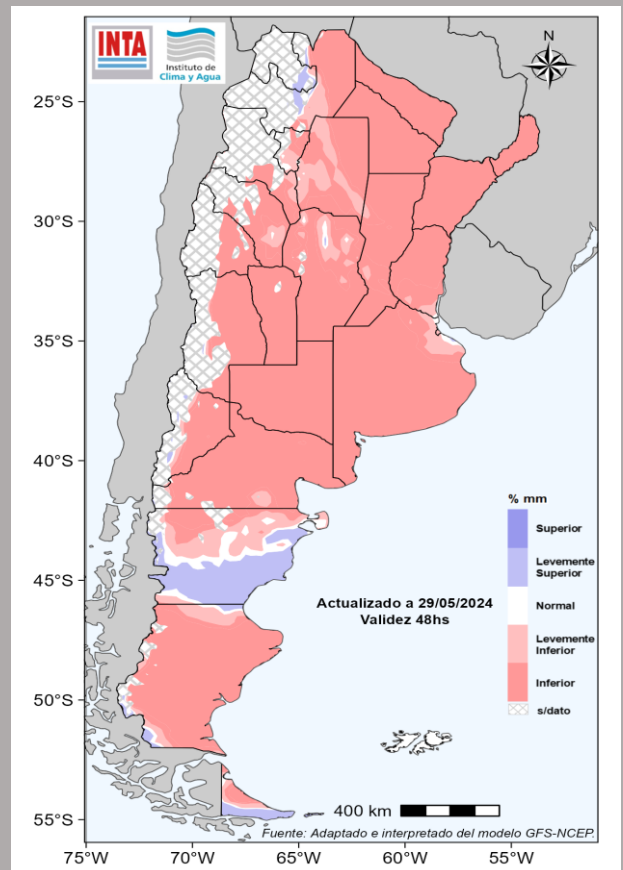 INTA
Instituto de
Clima y Agua
N
25°S
30°S
35°S
40°S
45°S
50°S
55°S
% mm
Superior
Levemente
Superior
Normal
Levemente
Inferior
Inferior
s/dato
Actualizado a 29/05/2024
Validez 48hs
400 km
Fuente: Adaptado e interpretado del modelo GFS-NCEP.
75°W
70°W
65°W
60°W
55°W